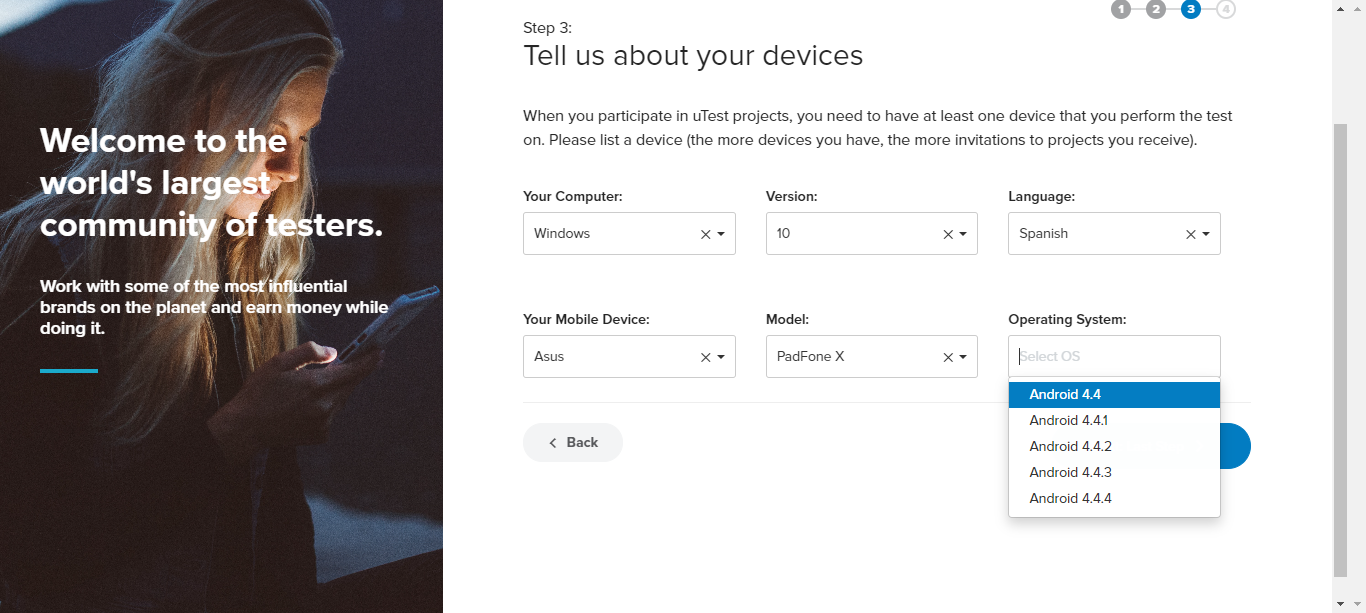 Welcome to the
world's largest
community of testers.
Work with some of the most influential
brands on the planet and earn money while
doing it.
1 2 3 4
Step 3:
Tell us about your devices
When you participate in uTest projects, you need to have at least one device that you perform the test
on. Please list a device (the more devices you have, the more invitations to projects you receive).
Your Computer: Version: Language:
Windows 10 Spanish
Your Mobile Device: Model: Operating System:
Asus PadFone X Select OS
Android 4.4
Android 4.4.1
Android 4.4.2
Android 4.4.3
Android 4.4.4
Back